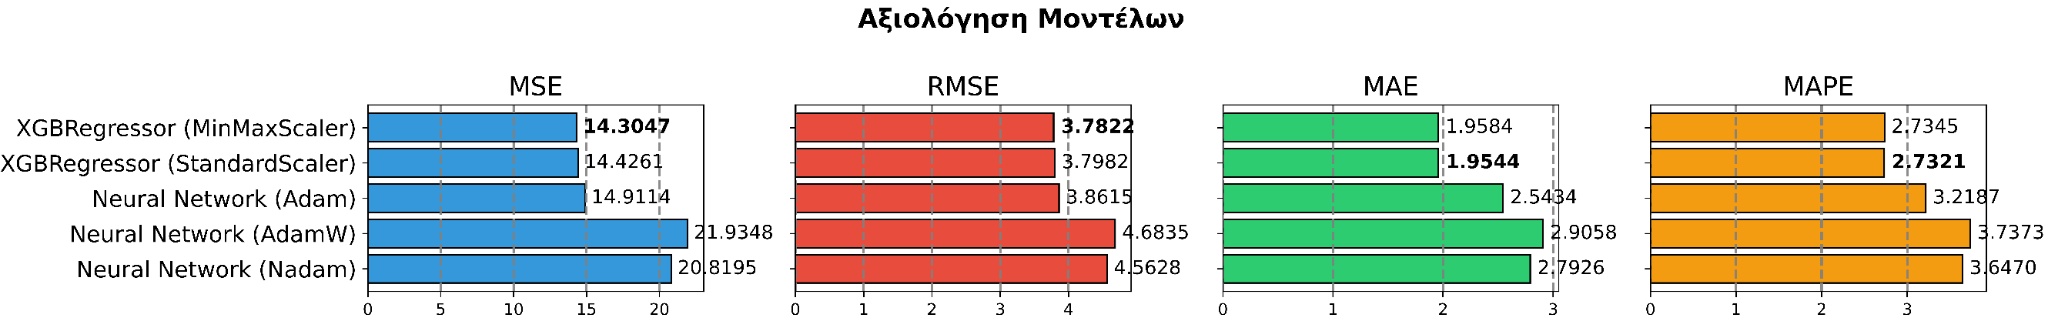 Αξιολόγηση Μοντέλων
MSE
RMSE
MAE
MAPE
XGBRegressor (MinMaxScaler)
14.3047
3.7822
1.9584
2.7345
XGBRegressor (StandardScaler)
14.4261
3.7982
1.9544
2.7321
Neural Network (Adam)
14.9114
3.8615
2.5434
3.2187
Neural Network (AdamW)
21.9348
4.6835
2.9058
3.7373
Neural Network (Nadam)
20.8195
4.5628
2.7926
3.6470
0 5 10 15 20
0 1 2 3 4
0 1 2 3
0 1 2 3